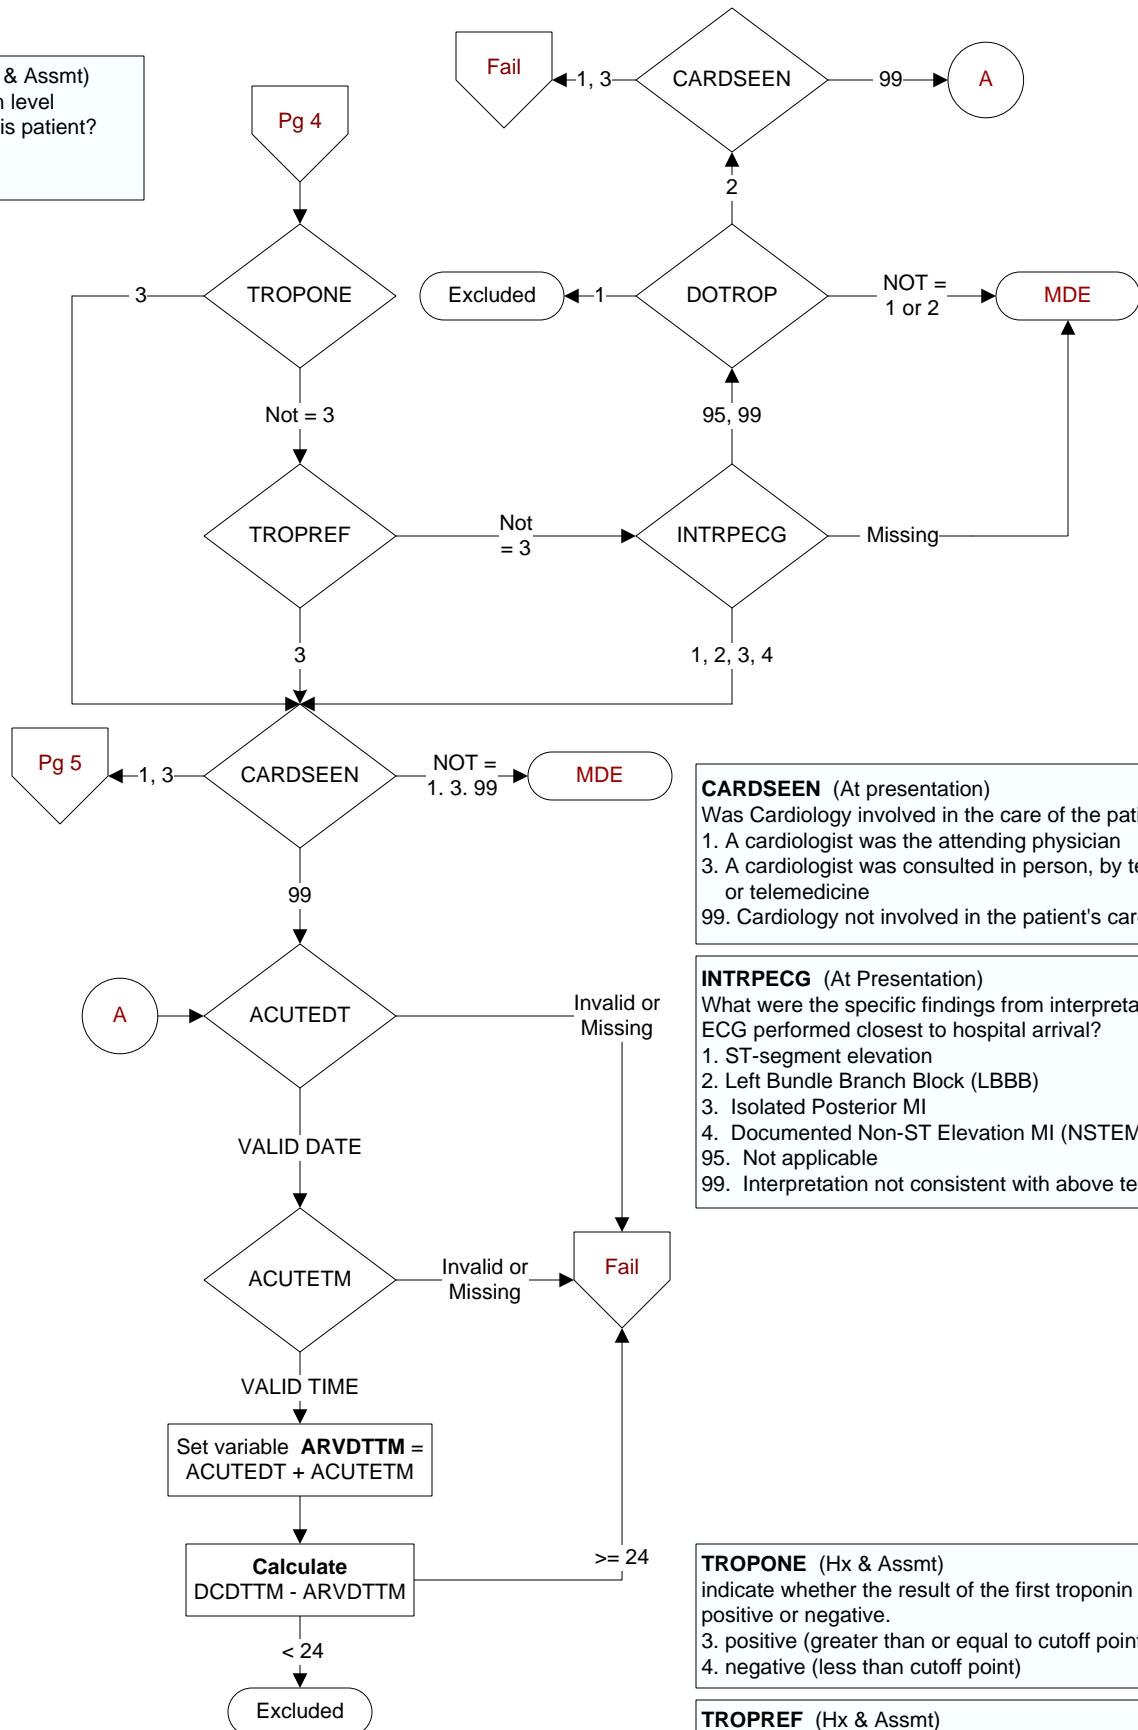 & Assmt)
level
is patient?
Pg 4
Fail
1, 3
CARDSEEN
99
A
2
3
TROPONE
Excluded
1
DOTROP
NOT =
1 or 2
MDE
Not = 3
95, 99
TROPREF
Not
= 3
INTRPECG
Missing
3
1, 2, 3, 4
Pg 5
1, 3
CARDSEEN
NOT =
1. 3. 99
MDE
99
CARDSEEN (At presentation)
Was Cardiology involved in the care of the
1. A cardiologist was the attending physician
3. A cardiologist was consulted in person, by
or telemedicine
99. Cardiology not involved in the patient's
A
ACUTEDT
Invalid or
Missing
VALID DATE
INTRPECG (At Presentation)
What were the specific findings from
ECG performed closest to hospital arrival?
1. ST-segment elevation
2. Left Bundle Branch Block (LBBB)
3. Isolated Posterior MI
4. Documented Non-ST Elevation MI
95. Not applicable
99. Interpretation not consistent with above
ACUTETM
Invalid or
Missing
Fail
VALID TIME
Set variable ARVDTTM =
ACUTEDT + ACUTETM
Calculate
DCDTTM - ARVDTTM
>= 24
< 24
Excluded
TROPONE (Hx & Assmt)
indicate whether the result of the first troponin
positive or negative.
3. positive (greater than or equal to cutoff
4. negative (less than cutoff point)
TROPREF (Hx & Assmt)